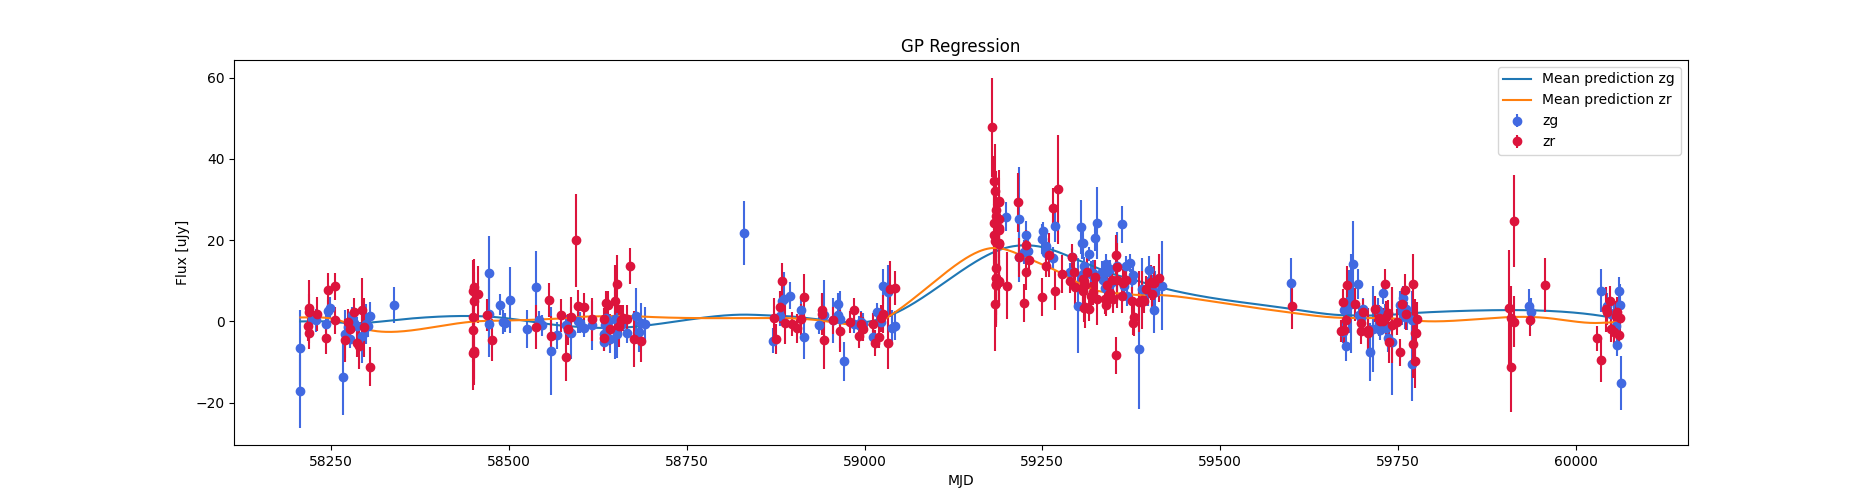 GP Regression
Mean prediction zg
Mean prediction zr
zg
zr
Flux [uJy]
60
40
20
0
−20
58250 58500 58750 59000 59250 59500 59750 60000
MJD